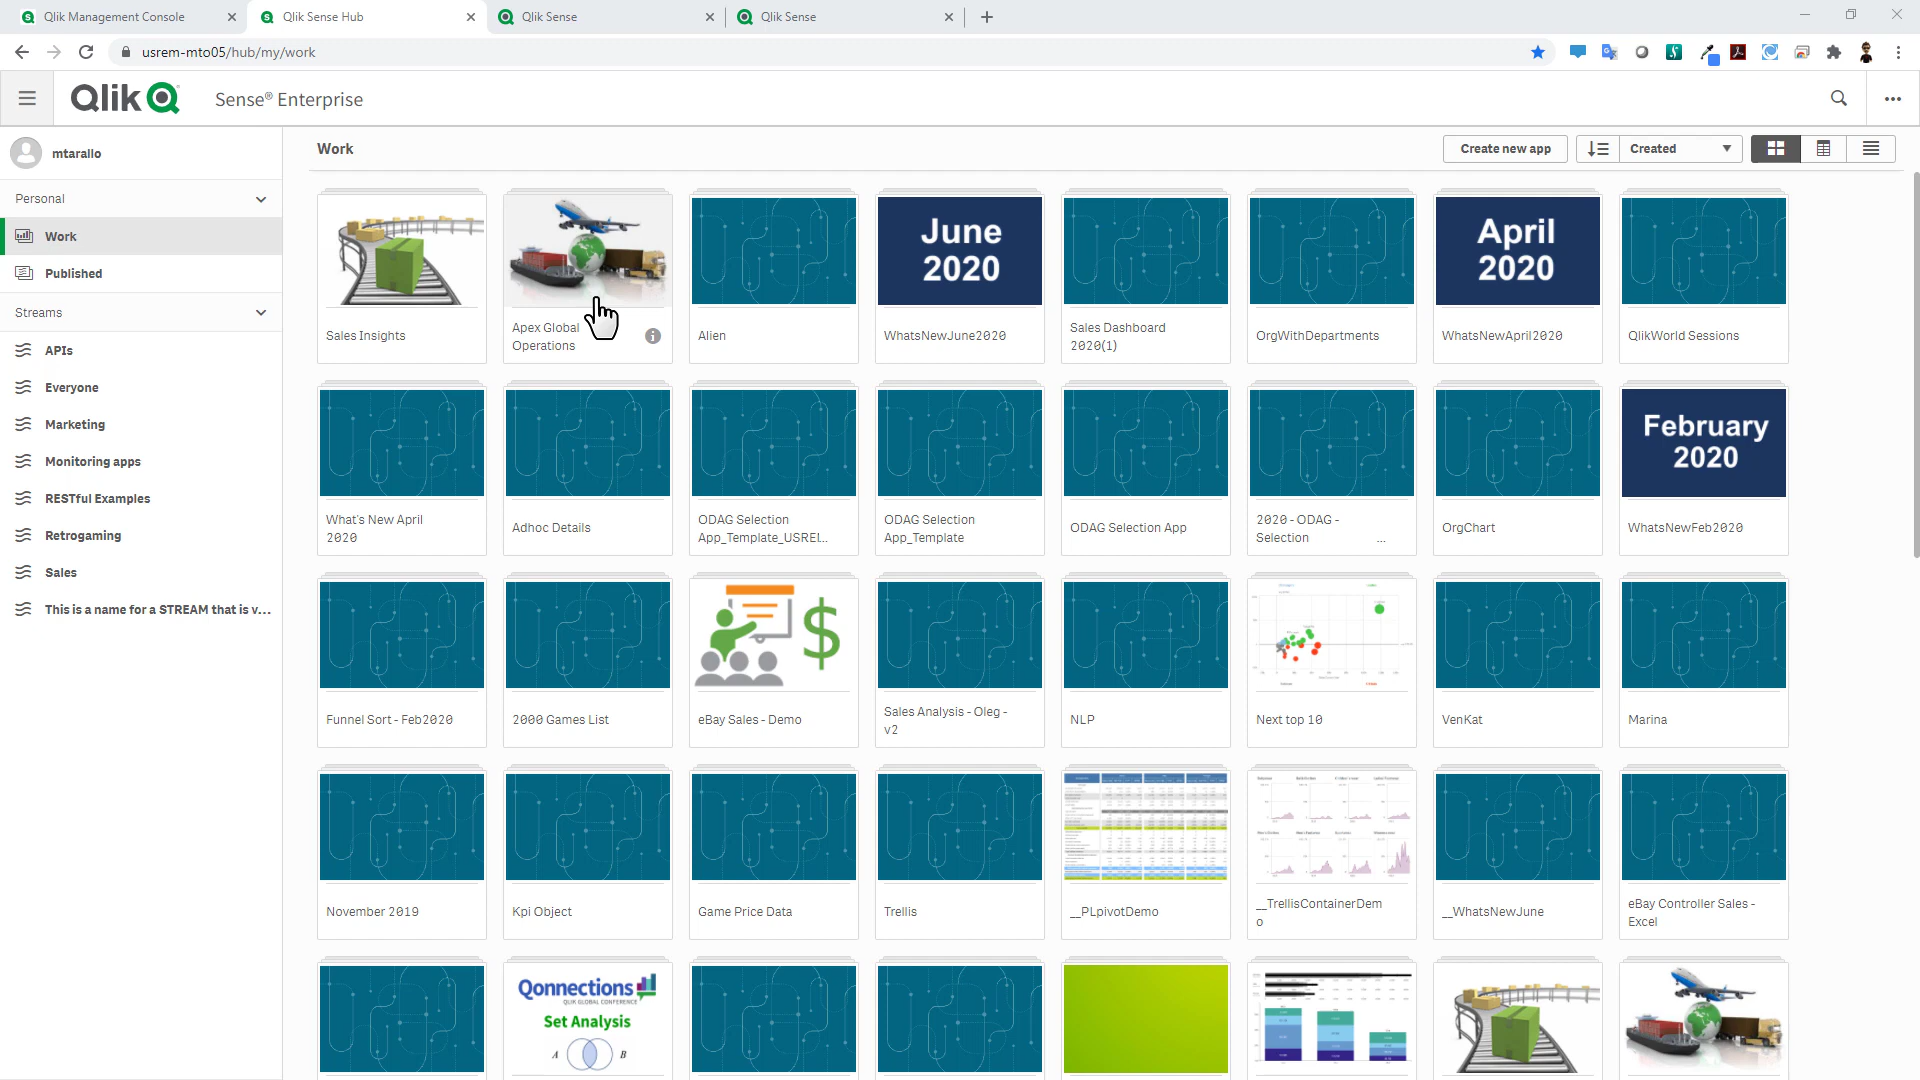 Qlik Management Console
Qlik Sense Hub
Qlik Sense
Qlik Sense
usrem-mto05/hub/my/work
Qlik
Sense® Enterprise
mtarallo
Work
Create new app
Created
Personal
Work
Published
Streams
APIs
Everyone
Marketing
Monitoring apps
RESTful Examples
Retrogaming
Sales
This is a name for a STREAM that is v...
June
2020
April
2020
Sales Insights
Apex Global
Operations
Alien
WhatsNewJune2020
Sales Dashboard
2020(1)
OrgWithDepartments
WhatsNewApril2020
QlikWorld Sessions
February
2020
What's New April
2020
Adhoc Details
ODAG Selection
App_Template_USREI...
ODAG Selection
App_Template
ODAG Selection App
2020 - ODAG -
Selection ...
OrgChart
WhatsNewFeb2020
Funnel Sort - Feb2020
2000 Games List
eBay Sales - Demo
Sales Analysis - Oleg -
v2
NLP
Next top 10
VenKat
Marina
November 2019
Kpi Object
Game Price Data
Trellis
__PLpivotDemo
__TrellisContainerDem
o
__WhatsNewJune
eBay Controller Sales -
Excel
Qonnections
QLIK GLOBAL CONFERENCE
Set Analysis
A B